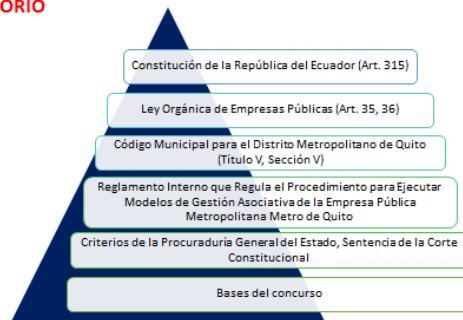 ORIO
Constitución de la República del Ecuador (Art. 315)
Ley Orgánica de Empresas Públicas (Art. 35, 36)
Código Municipal para el Distrito Metropolitano de Quito
(Título V, Sección V)
Reglamento Interno que Regula el Procedimiento para Ejecutar
Modelos de Gestión Asociativa de la Empresa Pública
Metropolitana Metro de Quito
Criterios de la Procuraduría General del Estado, Sentencia de la Corte
Constitucional
Bases del concurso